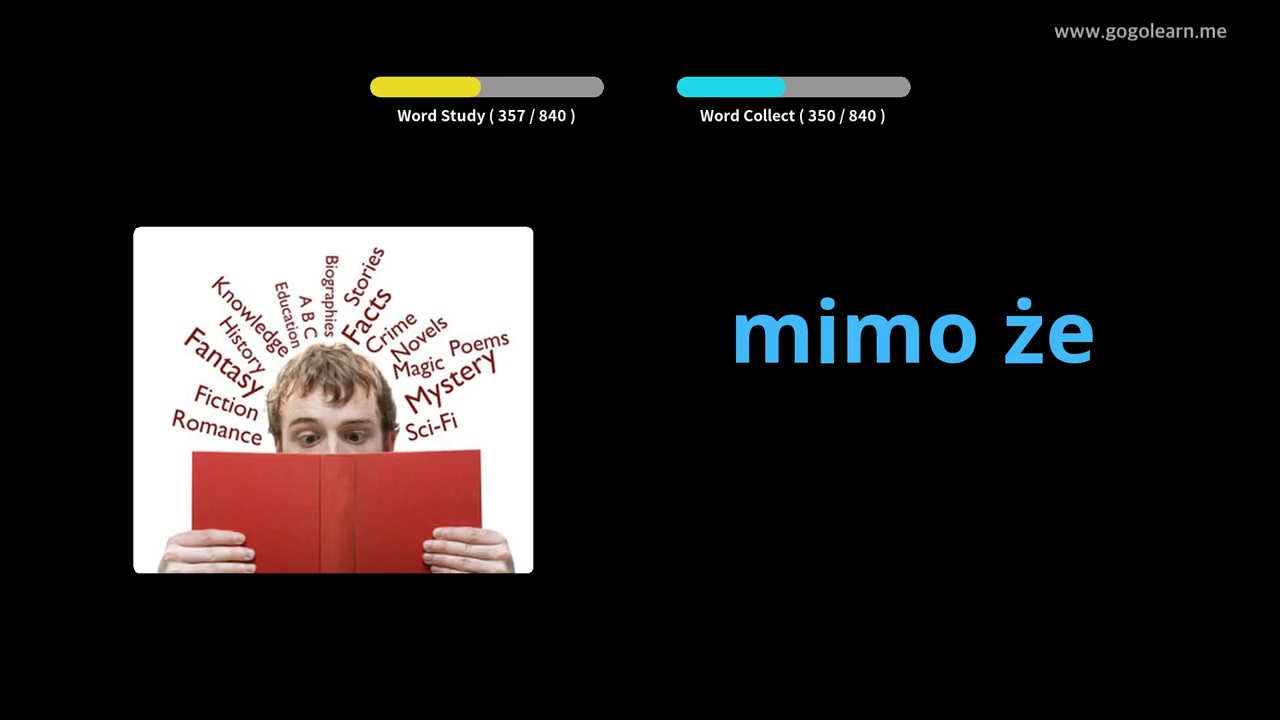 www.gogolearn.me
Word Study ( 357 / 840 )
Word Collect ( 350 / 840 )
mimo że
Romance
Fiction
Fantasy
History
Knowledge
Education
A B C
Biographies
Stories
Facts
Crime
Novels
Magic
Poems
Mystery
Sci-Fi